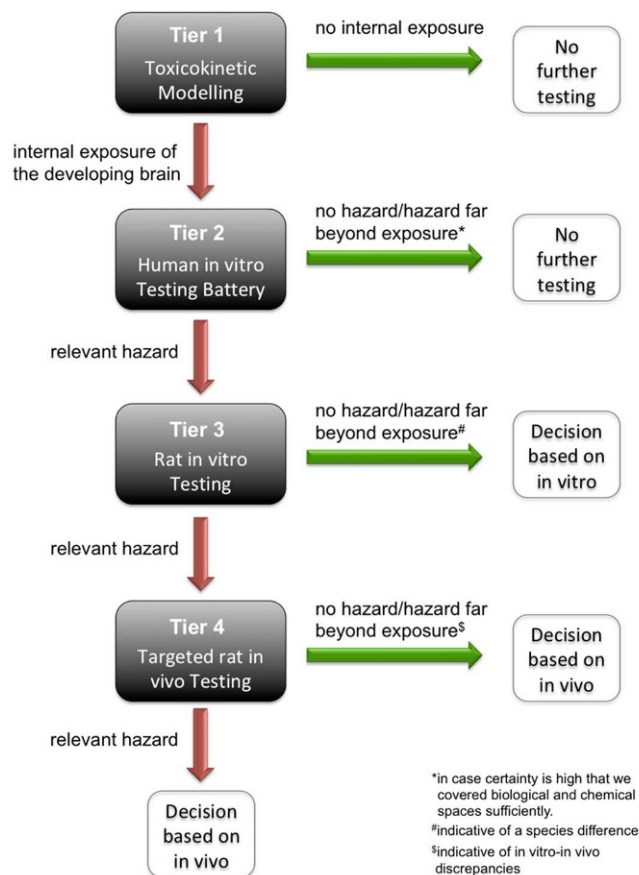 Tier 1
Toxicokinetic
Modelling
no internal exposure
No
further
testing
internal exposure of
the developing brain
Tier 2
Human in vitro
Testing Battery
no hazard/hazard far
beyond exposure*
No
further
testing
relevant hazard
Tier 3
Rat in vitro
Testing
no hazard/hazard far
beyond exposure#
Decision
based on
in vitro
relevant hazard
Tier 4
Targeted rat in
vivo Testing
no hazard/hazard far
beyond exposure$
Decision
based on
in vivo
relevant hazard
Decision
based on
in vivo
*in case certainty is high that we
covered biological and chemical
spaces sufficiently.
#indicative of a species difference
$indicative of in vitro-in vivo
discrepancies